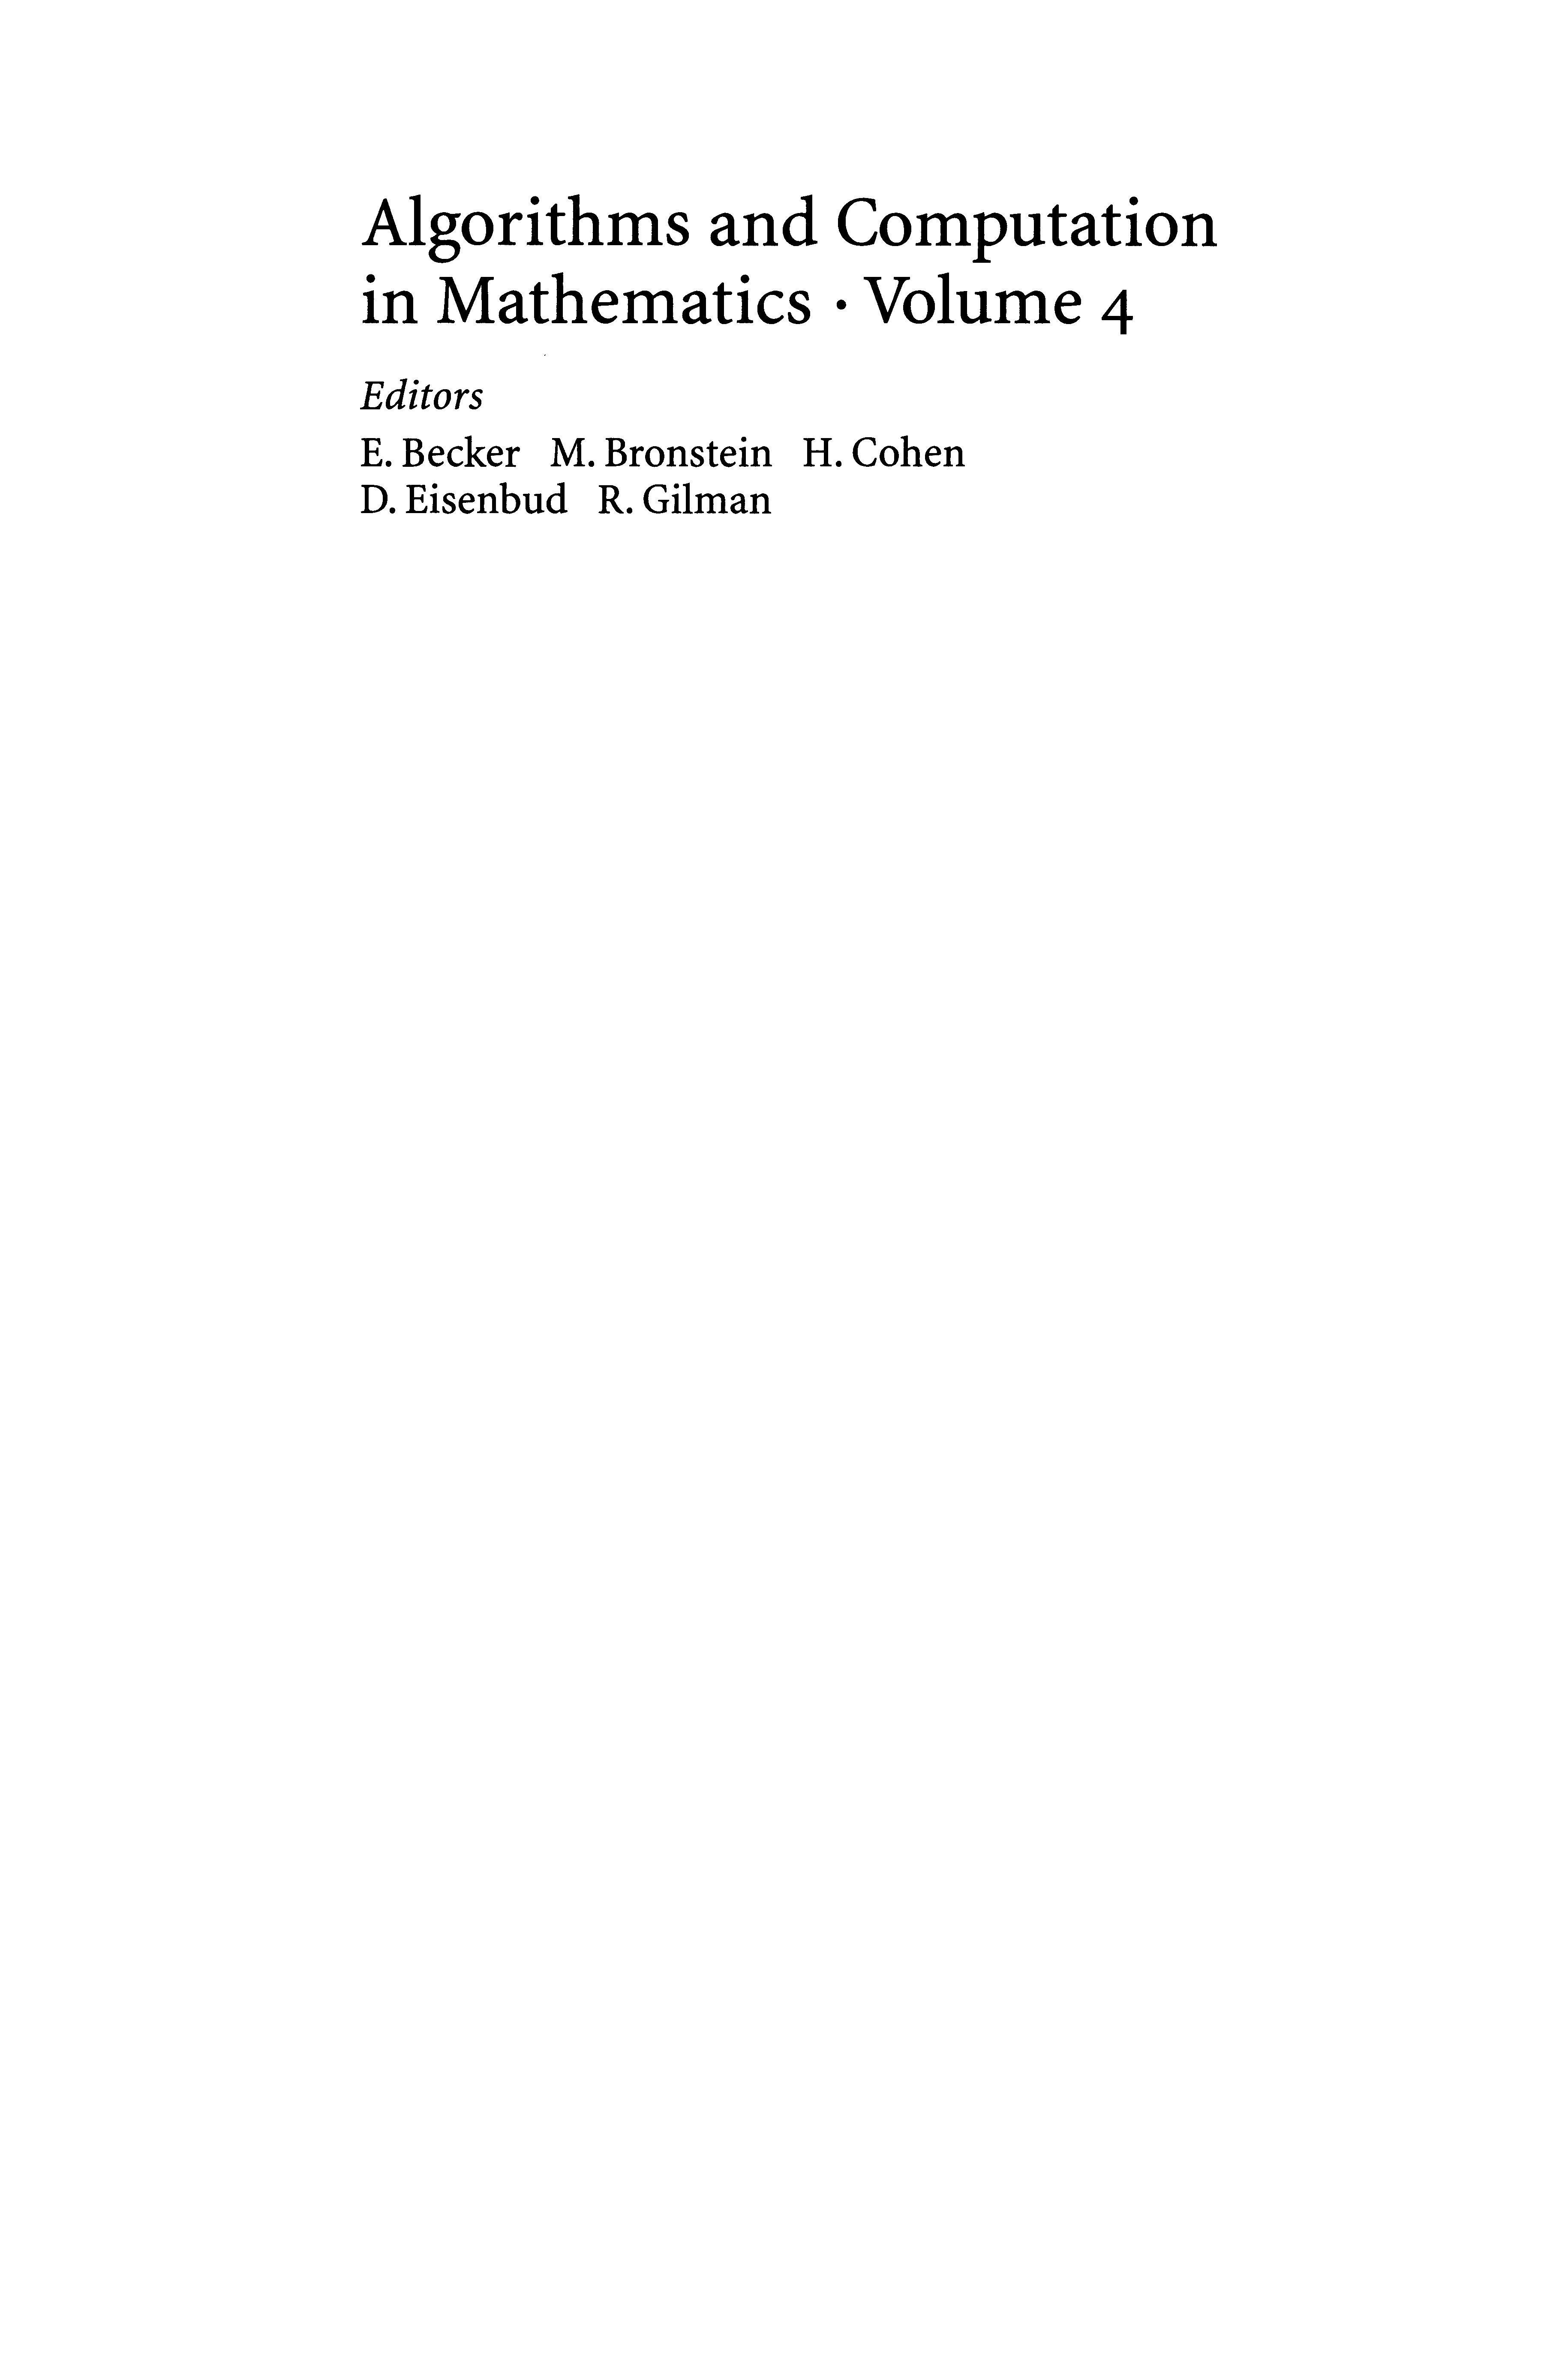 Algorithms and Computation
in Mathematics · Volume 4
Editors
E. Becker M. Bronstein H. Cohen
D. Eisenbud R. Gilman